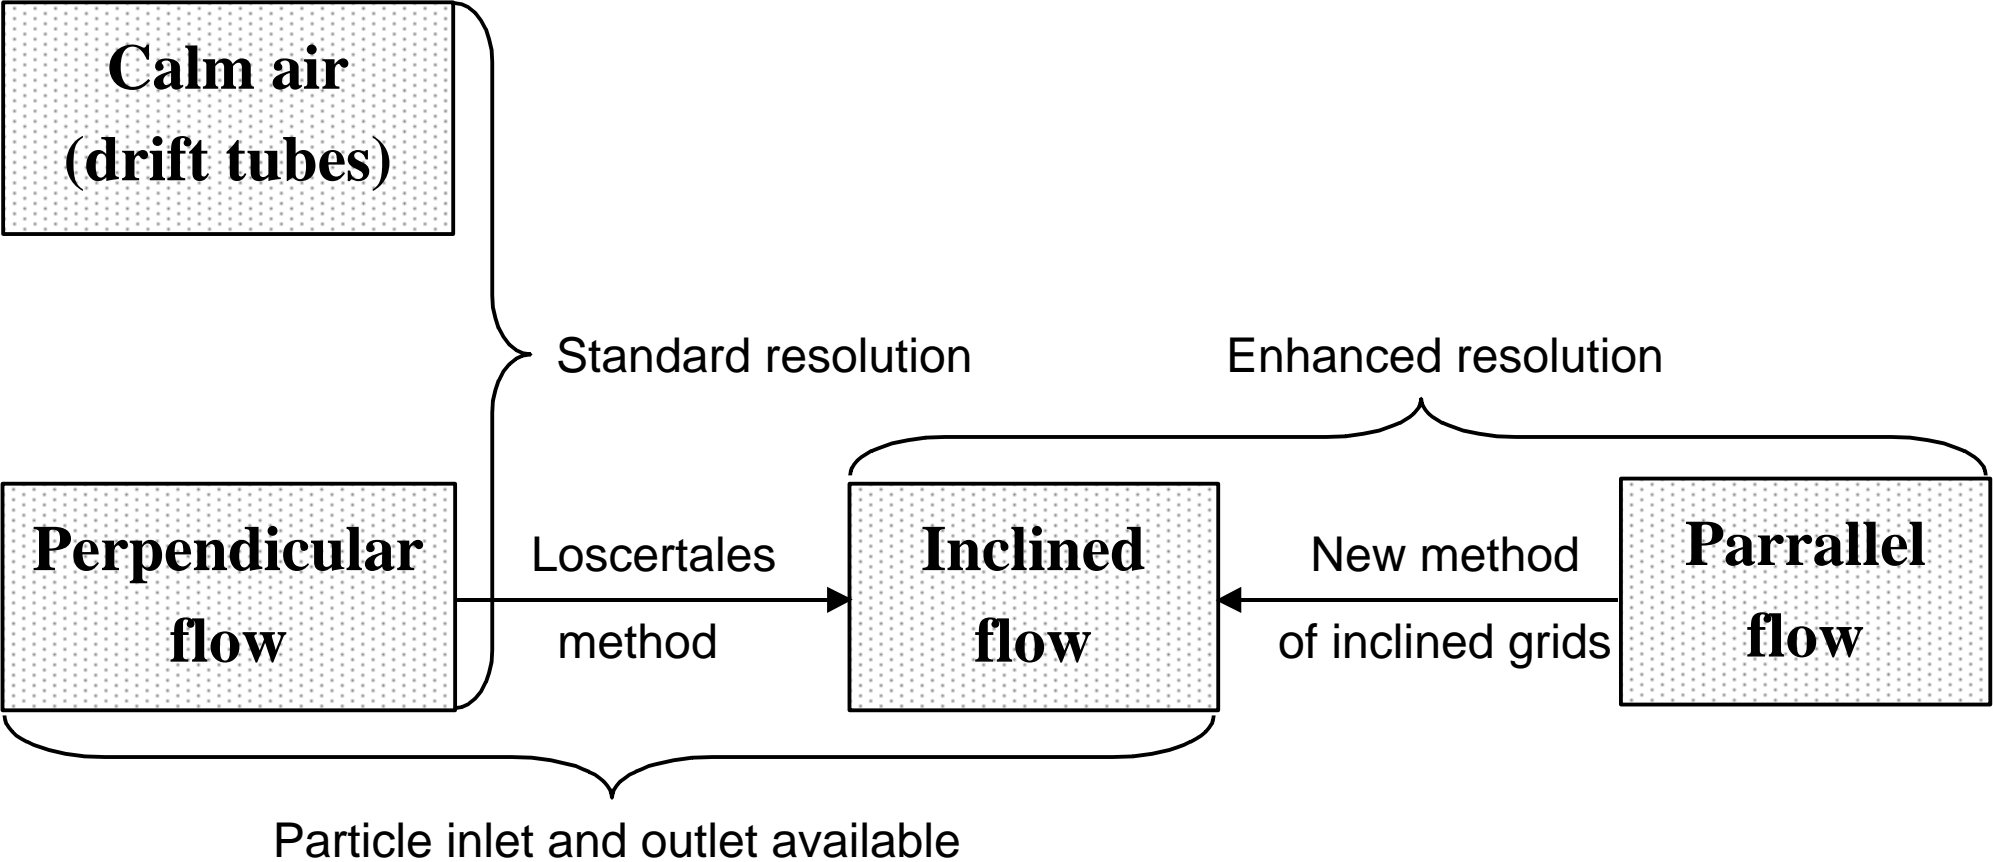 Calm air
(drift tubes)
Standard resolution
Enhanced resolution
Perpendicular
flow
Loscertales
method
Inclined
flow
New method
of inclined grids
Parrallel
flow
Particle inlet and outlet available